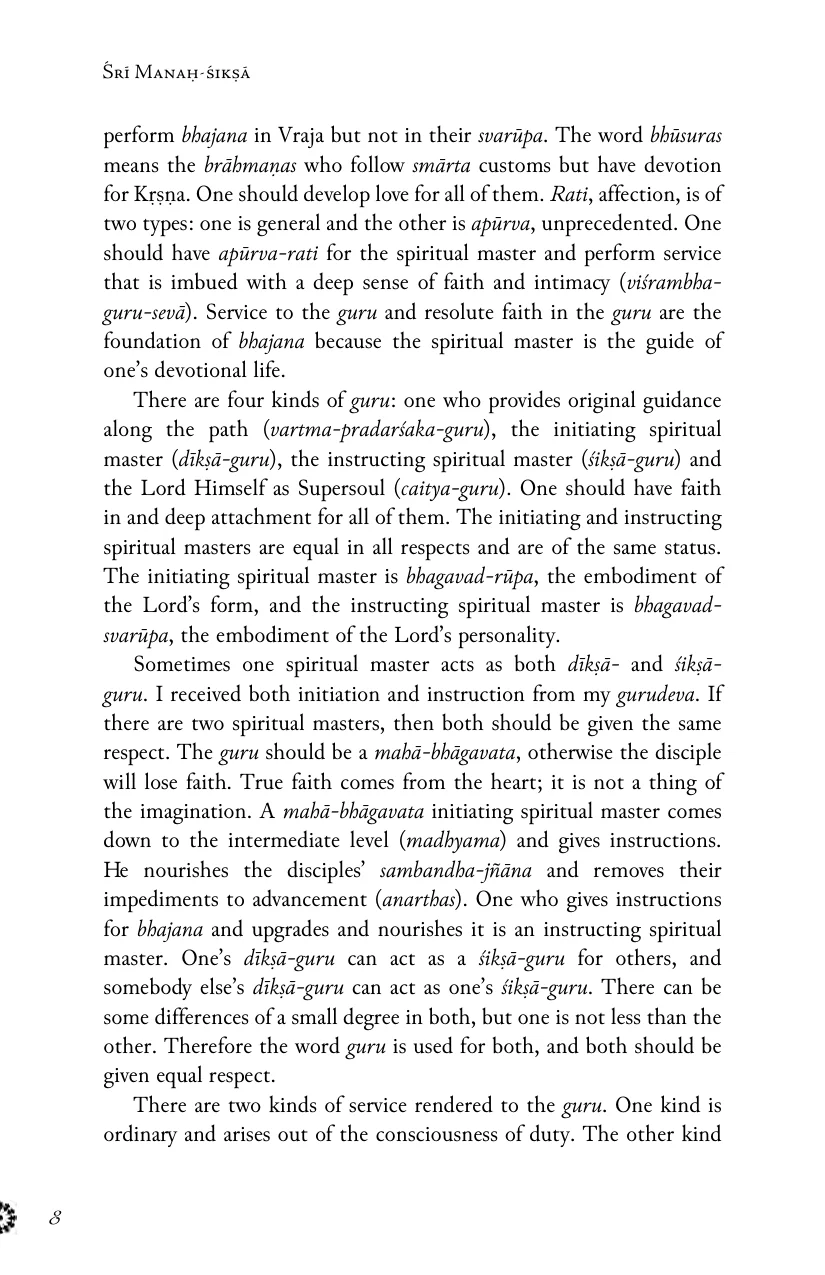 Śrī Manaḥ-śikṣā
perform bhajana in Vraja but not in their svarūpa. The word bhūsuras
means the brāhmaṇas who follow smārta customs but have devotion
for Kṛṣṇa. One should develop love for all of them. Rati, affection, is of
two types: one is general and the other is apūrva, unprecedented. One
should have apūrva-rati for the spiritual master and perform service
that is imbued with a deep sense of faith and intimacy (viśrambha-
guru-sevā). Service to the guru and resolute faith in the guru are the
foundation of bhajana because the spiritual master is the guide of
one’s devotional life.
There are four kinds of guru: one who provides original guidance
along the path (vartma-pradarśaka-guru), the initiating spiritual
master (dīkṣā-guru), the instructing spiritual master (śikṣā-guru) and
the Lord Himself as Supersoul (caitya-guru). One should have faith
in and deep attachment for all of them. The initiating and instructing
spiritual masters are equal in all respects and are of the same status.
The initiating spiritual master is bhagavad-rūpa, the embodiment of
the Lord’s form, and the instructing spiritual master is bhagavad-
svarūpa, the embodiment of the Lord’s personality.
Sometimes one spiritual master acts as both dīkṣā- and śikṣā-
guru. I received both initiation and instruction from my gurudeva. If
there are two spiritual masters, then both should be given the same
respect. The guru should be a mahā-bhāgavata, otherwise the disciple
will lose faith. True faith comes from the heart; it is not a thing of
the imagination. A mahā-bhāgavata initiating spiritual master comes
down to the intermediate level (madhyama) and gives instructions.
He nourishes the disciples’ sambandha-jñāna and removes their
impediments to advancement (anarthas). One who gives instructions
for bhajana and upgrades and nourishes it is an instructing spiritual
master. One’s dīkṣā-guru can act as a śikṣā-guru for others, and
somebody else’s dīkṣā-guru can act as one’s śikṣā-guru. There can be
some differences of a small degree in both, but one is not less than the
other. Therefore the word guru is used for both, and both should be
given equal respect.
There are two kinds of service rendered to the guru. One kind is
ordinary and arises out of the consciousness of duty. The other kind
8